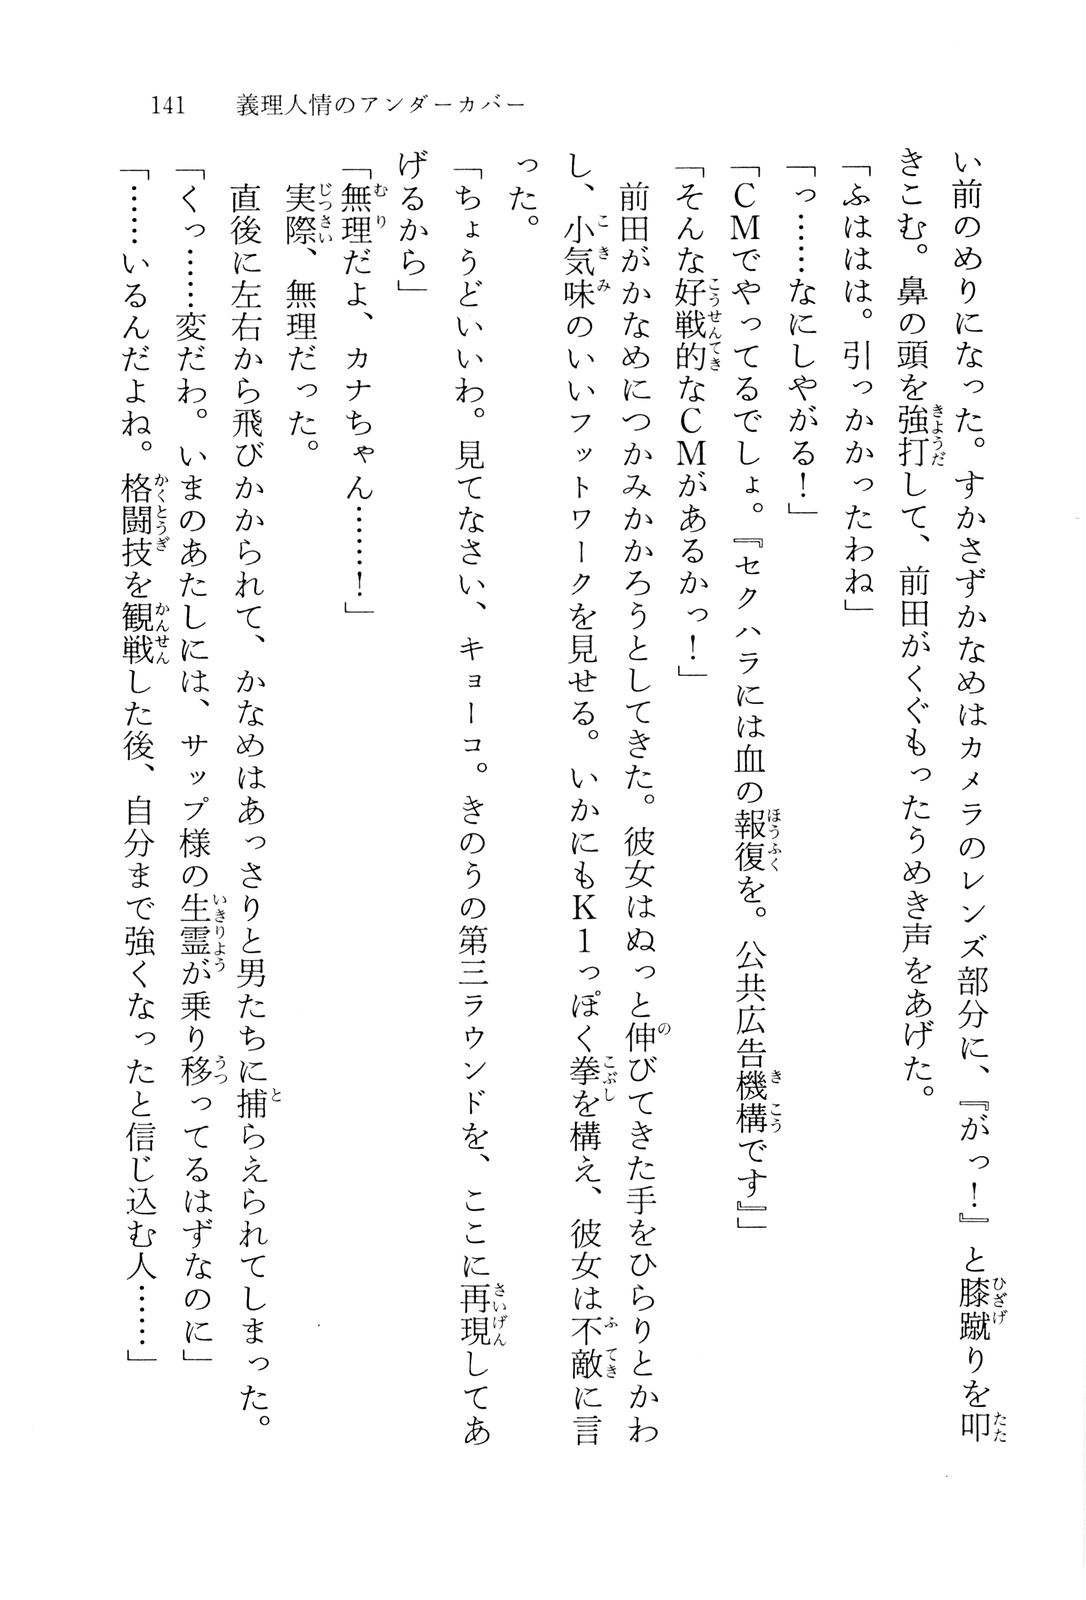 141　義理人情のアンダーカバー
い前のめりになった。すかさずかなめはカメラのレンズ部分に、『がっ！』と膝蹴りを叩
きこむ。鼻の頭を強打して、前田がくぐもったうめき声をあげた。
「ふははは。引っかかったわね」
「っ……なにしやがる！」
「CMでやってるでしょ。『セクハラには血の報復を。公共広告機構です』」
「そんな好戦的なCMがあるかっ！」
　前田がかなめにつかみかかろうとしてきた。彼女はぬっと伸びてきた手をひらりとかわ
し、小気味のいいフットワークを見せる。いかにもK1っぽく拳を構え、彼女は不敵に言
った。
「ちょうどいいわ。見てなさい、キョーコ。きのうの第三ラウンドを、ここに再現してあ
げるから」
「無理だよ、カナちゃん……！」
　実際、無理だった。
　直後に左右から飛びかかられて、かなめはあっさりと男たちに捕らえられてしまった。
「くっ……変だわ。いまのあたしには、サップ様の生霊が乗り移ってるはずなのに」
「……いるんだよね。格闘技を観戦した後、自分まで強くなったと信じ込む人……」